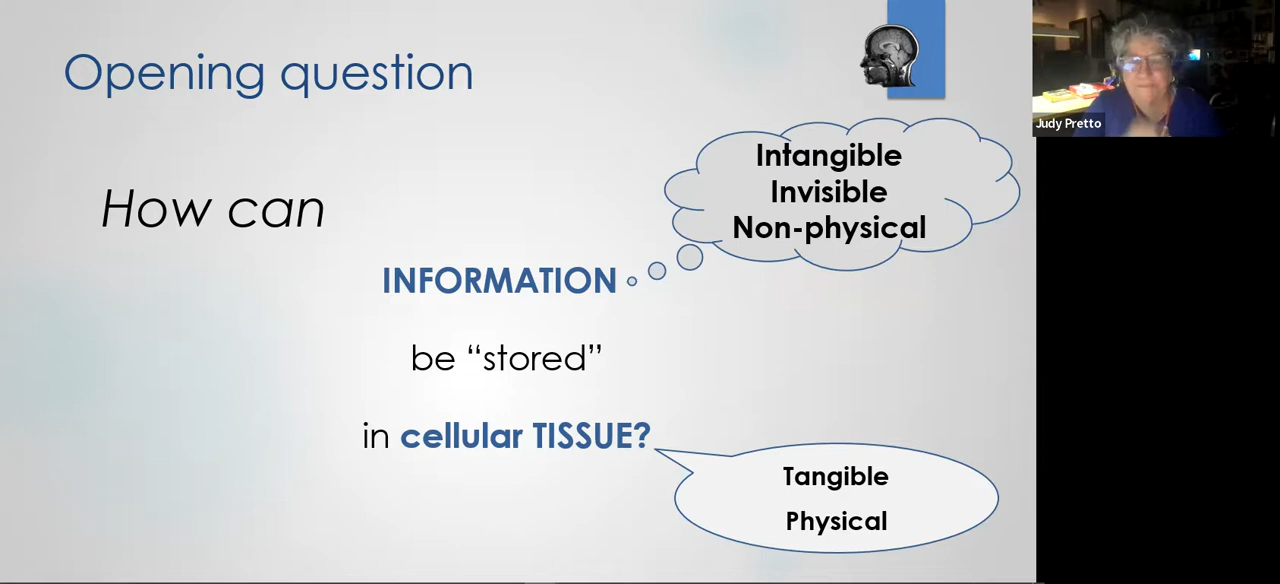 Opening question
Judy Pretto
Intangible
Invisible
Non-physical
How can
INFORMATION
be “stored”
in cellular TISSUE?
Tangible
Physical